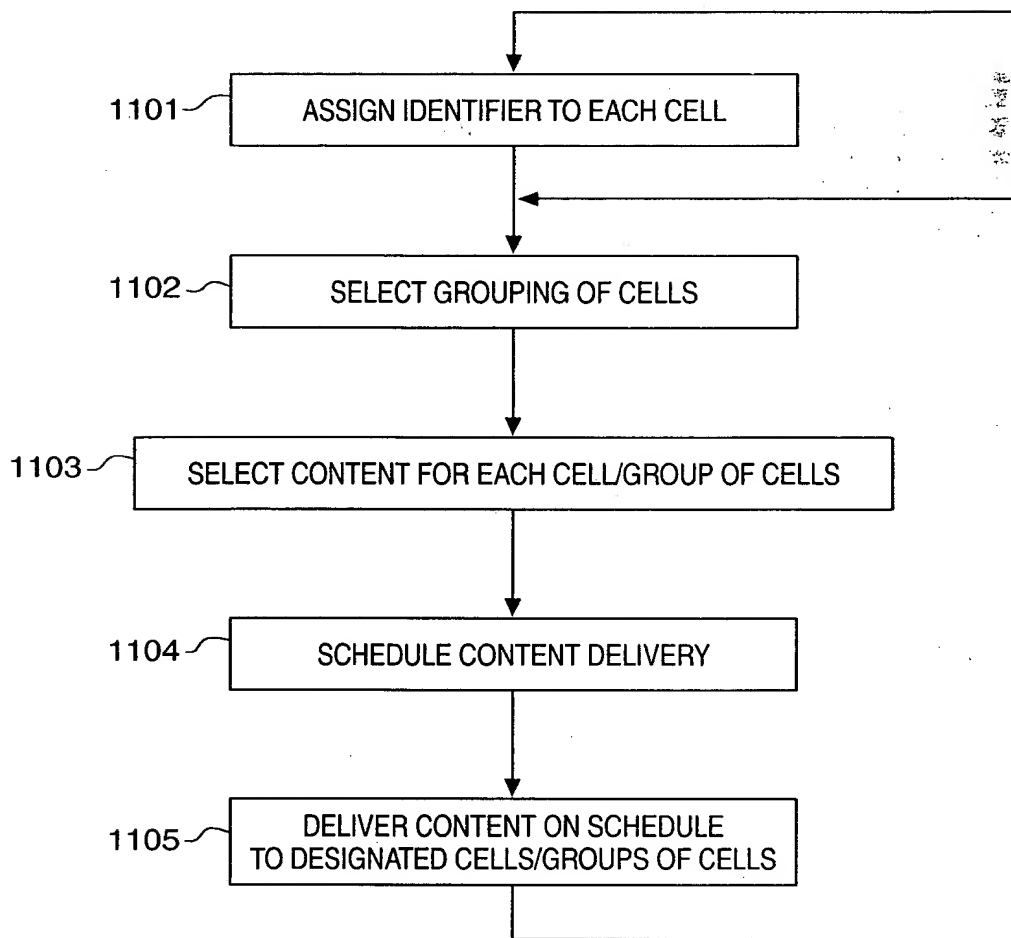 1101
ASSIGN IDENTIFIER TO EACH CELL
1102
SELECT GROUPING OF CELLS
1103
SELECT CONTENT FOR EACH CELL/GROUP OF CELLS
1104
SCHEDULE CONTENT DELIVERY
1105
DELIVER CONTENT ON SCHEDULE
TO DESIGNATED CELLS/GROUPS OF CELLS